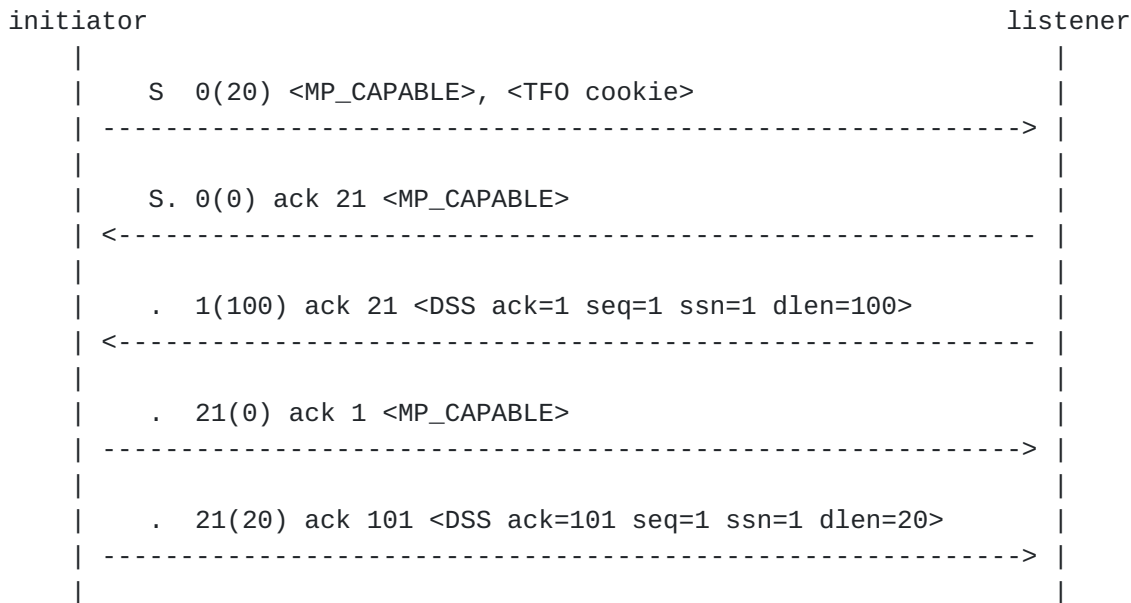 initiator listener
S 0(20) <MP_CAPABLE>, <TFO cookie>
S. 0(0) ack 21 <MP_CAPABLE>
. 1(100) ack 21 <DSS ack=1 seq=1 ssn=1 dlen=100>
. 21(0) ack 1 <MP_CAPABLE>
. 21(20) ack 101 <DSS ack=101 seq=1 ssn=1 dlen=20>